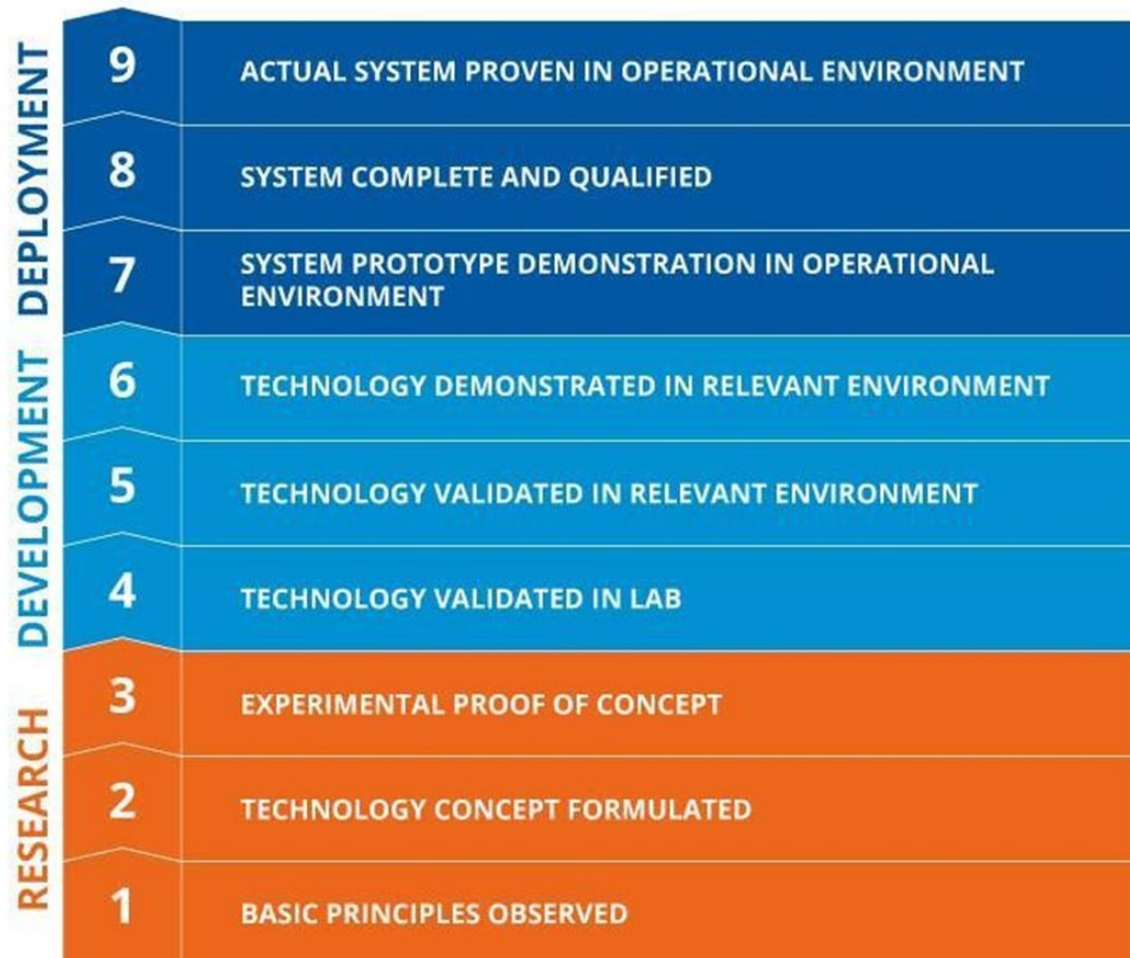 DEPLOYMENT
9
ACTUAL SYSTEM PROVEN IN OPERATIONAL ENVIRONMENT
8
SYSTEM COMPLETE AND QUALIFIED
7
SYSTEM PROTOTYPE DEMONSTRATION IN OPERATIONAL
ENVIRONMENT
DEVELOPMENT
6
TECHNOLOGY DEMONSTRATED IN RELEVANT ENVIRONMENT
5
TECHNOLOGY VALIDATED IN RELEVANT ENVIRONMENT
4
TECHNOLOGY VALIDATED IN LAB
RESEARCH
3
EXPERIMENTAL PROOF OF CONCEPT
2
TECHNOLOGY CONCEPT FORMULATED
1
BASIC PRINCIPLES OBSERVED